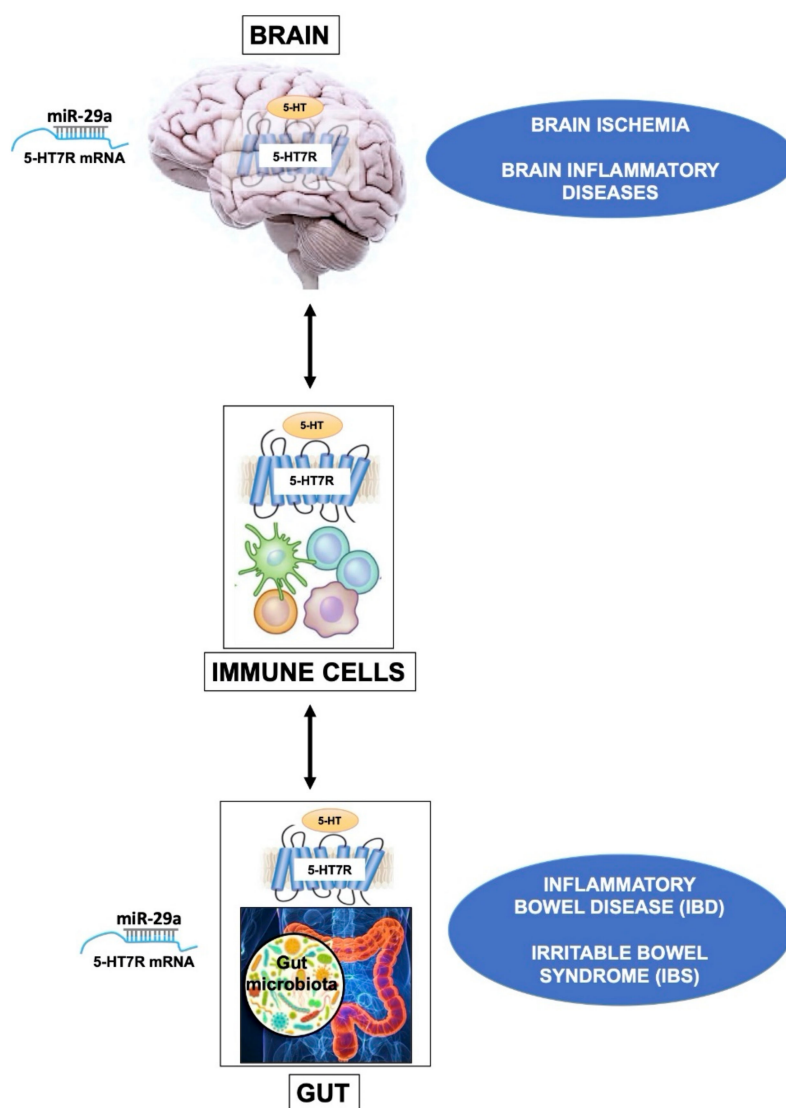 BRAIN
miR-29a
5-HT7R mRNA
5-HT
5-HT7R
BRAIN ISCHEMIA
BRAIN INFLAMMATORY
DISEASES
5-HT
5-HT7R
IMMUNE CELLS
5-HT
5-HT7R
miR-29a
5-HT7R mRNA
Gut
microbiota
INFLAMMATORY
BOWEL DISEASE (IBD)
IRRITABLE BOWEL
SYNDROME (IBS)
GUT